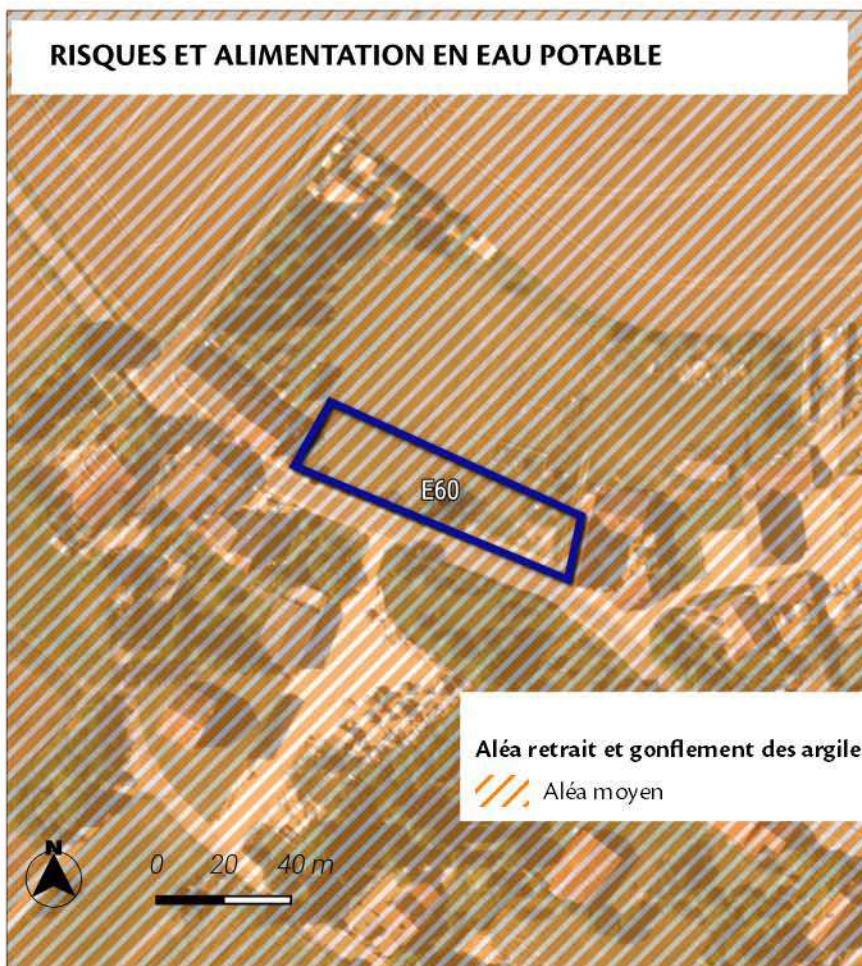 RISQUES ET ALIMENTATION EN EAU POTABLE
E60
Aléa retrait et gonflement des argile
Aléa moyen
N
0 20 40 m